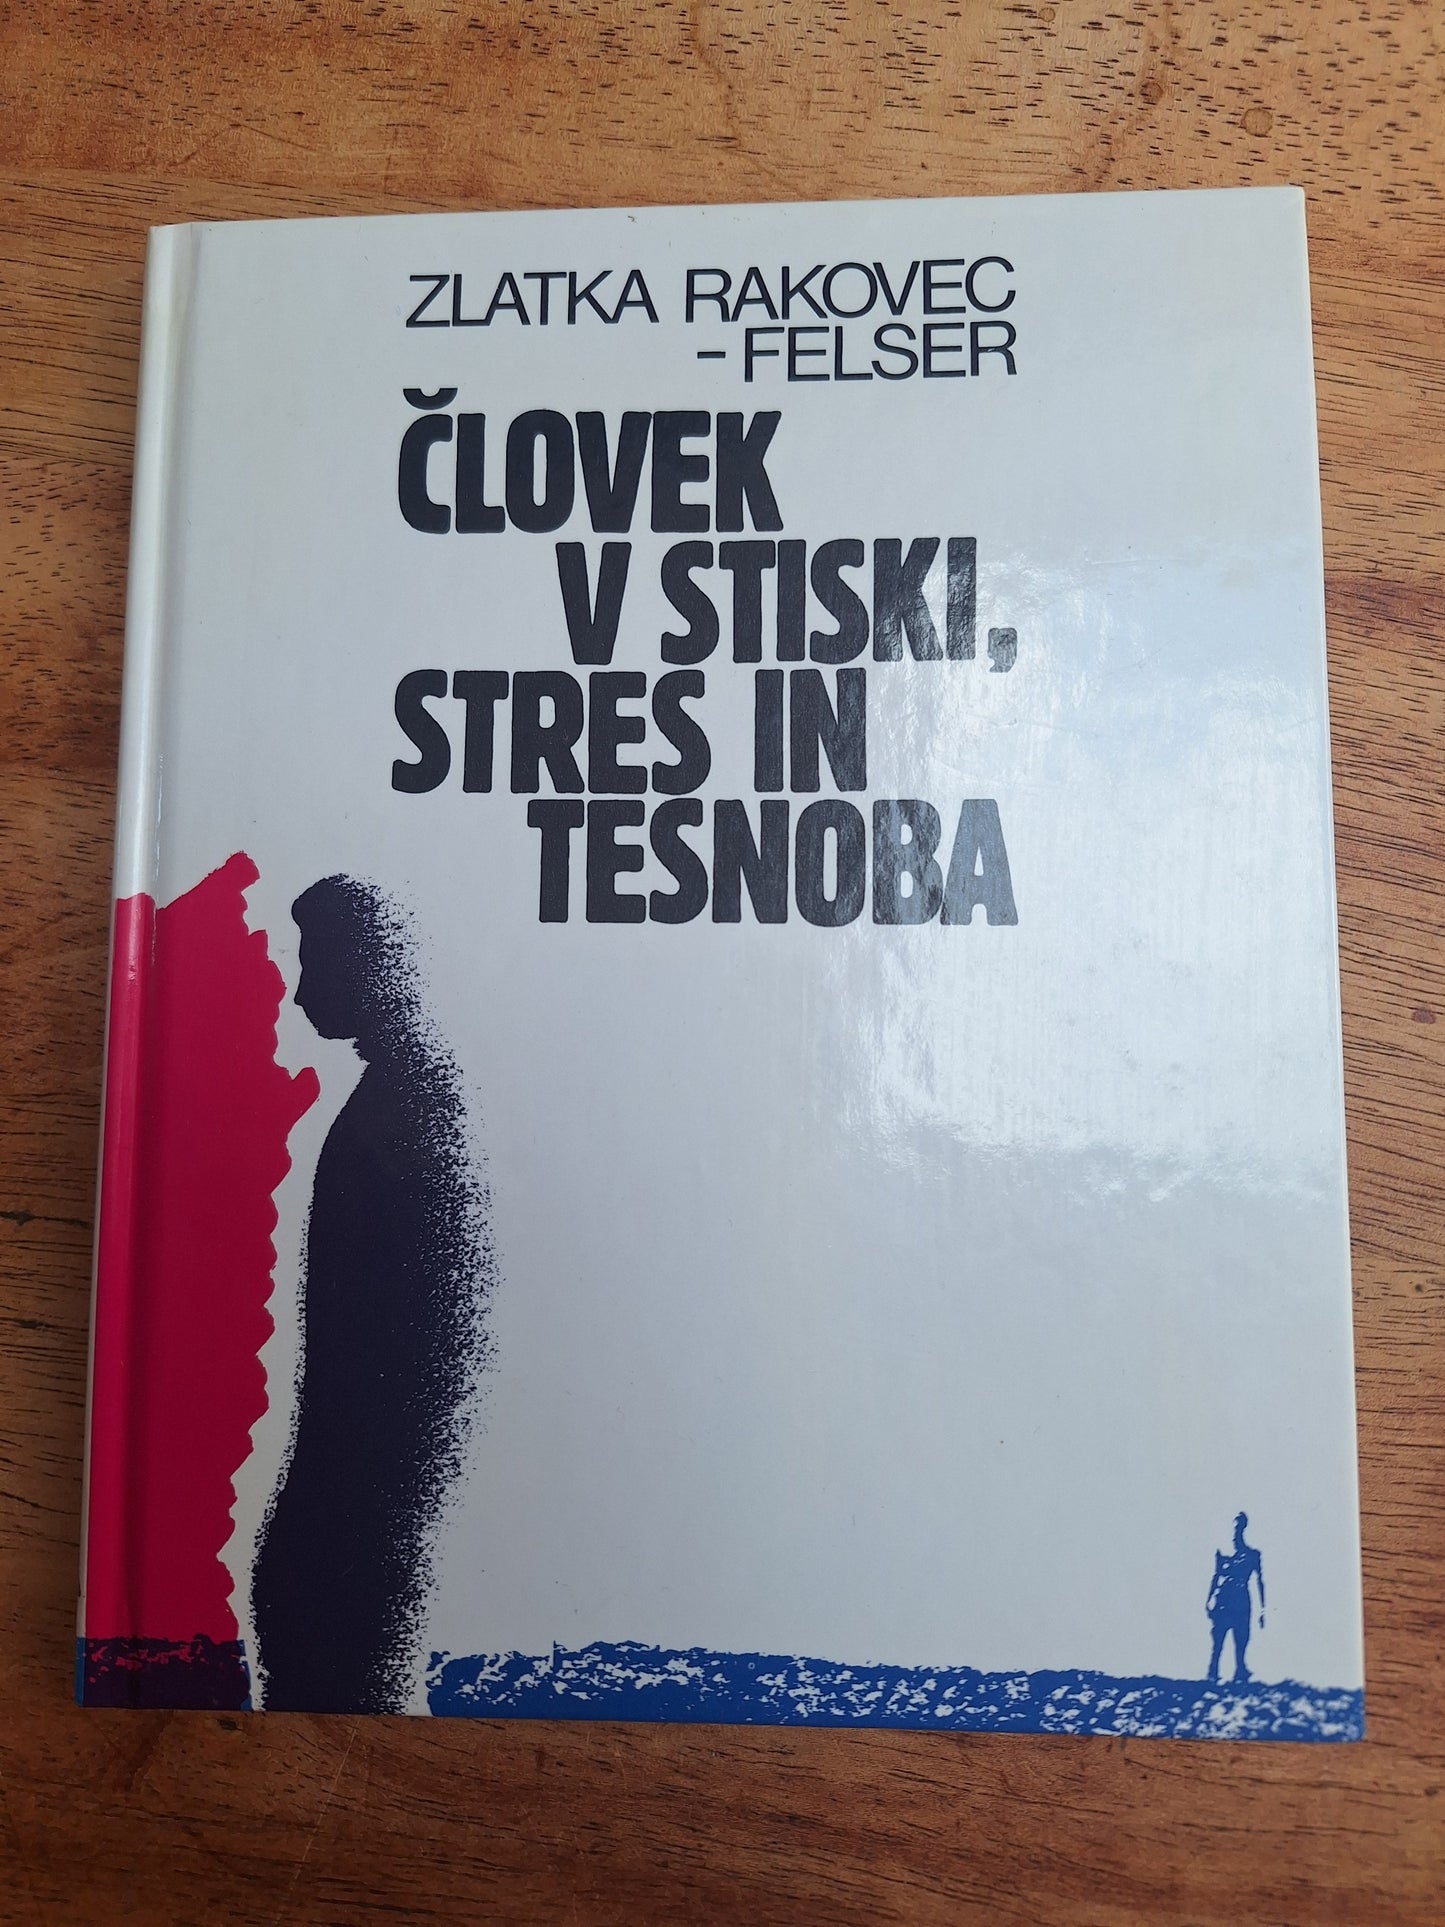 ZLATKA RAKOVEC
-FELSER
ČLOVEK
V STISKI,
STRES IN
TESNOBA